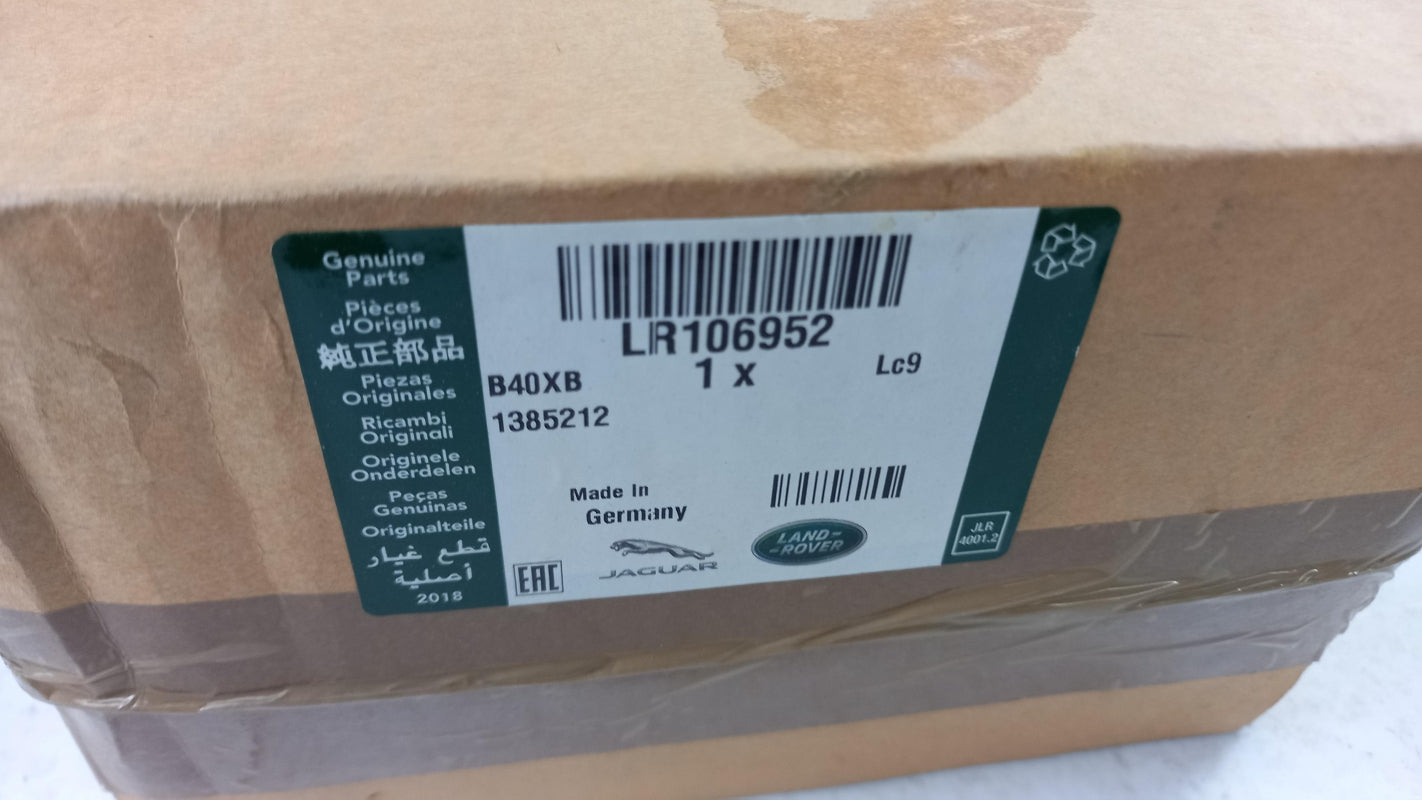 Genuine
Parts
Pièces
d'Origine
純正部品
Piezas
Originales
Ricambi
Originali
Originele
Onderdelen
Peças
Genuinas
Originalteile
قطع غيار
أصلية
2018
LR106952
1 x
Lc9
B40XB
1385212
Made In
Germany
EAC
JAGUAR
LAND-
-ROVER
JLR
4001.2